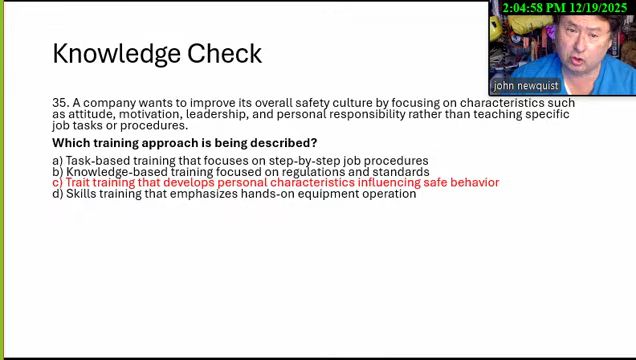 2:04:58 PM 12/19/2025
john newquist
Knowledge Check
35. A company wants to improve its overall safety culture by focusing on characteristics such
as attitude, motivation, leadership, and personal responsibility rather than teaching specific
job tasks or procedures.
Which training approach is being described?
a) Task-based training that focuses on step-by-step job procedures
b) Knowledge-based training focused on regulations and standards
c) Trait training that develops personal characteristics influencing safe behavior
d) Skills training that emphasizes hands-on equipment operation